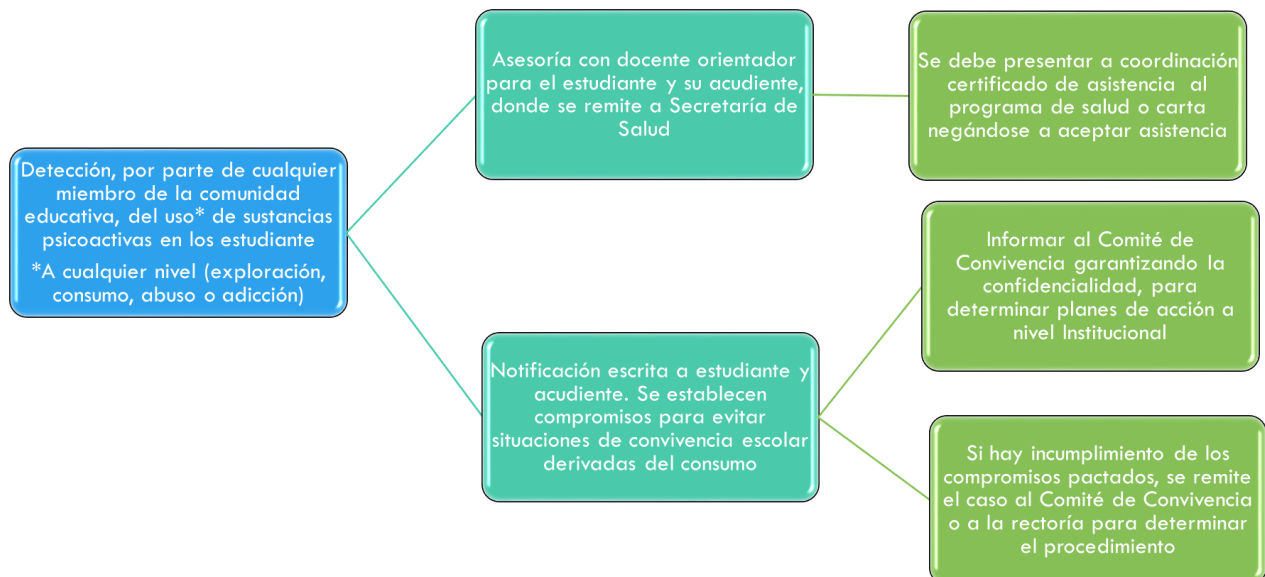 Detección, por parte de cualquier
miembro de la comunidad
educativa, del uso* de sustancias
psicoactivas en los estudiante
*A cualquier nivel (exploración,
consumo, abuso o adicción)
Asesoría con docente orientador
para el estudiante y su acudiente,
donde se remite a Secretaría de
Salud
Se debe presentar a coordinación
certificado de asistencia al
programa de salud o carta
negándose a aceptar asistencia
Notificación escrita a estudiante y
acudiente. Se establecen
compromisos para evitar
situaciones de convivencia escolar
derivadas del consumo
Informar al Comité de
Convivencia garantizando la
confidencialidad, para
determinar planes de acción a
nivel Institucional
Si hay incumplimiento de los
compromisos pactados, se remite
el caso al Comité de Convivencia
o a la rectoría para determinar
el procedimiento